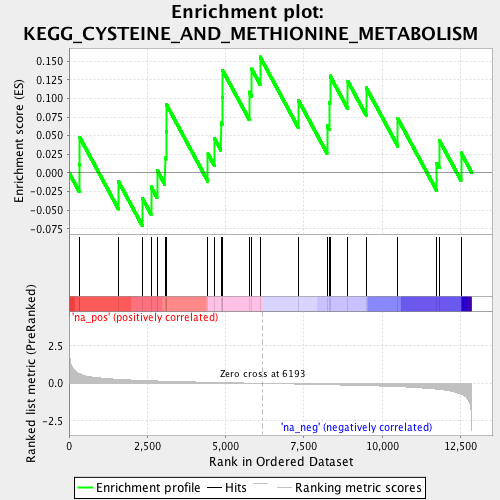 Enrichment plot:
KEGG_CYSTEINE_AND_METHIONINE_METABOLISM
Enrichment score (ES)
0.150
0.125
0.100
0.075
0.050
0.025
0.000
-0.025
-0.050
-0.075
'na_pos' (positively correlated)
Ranked list metric (PreRanked)
2.5
0.0
-2.5
Zero cross at 6193
'na_neg' (negatively correlated)
0
2,500
5,000
7,500
10,000
12,500
Rank in Ordered Dataset
Enrichment profile
Hits
Ranking metric scores